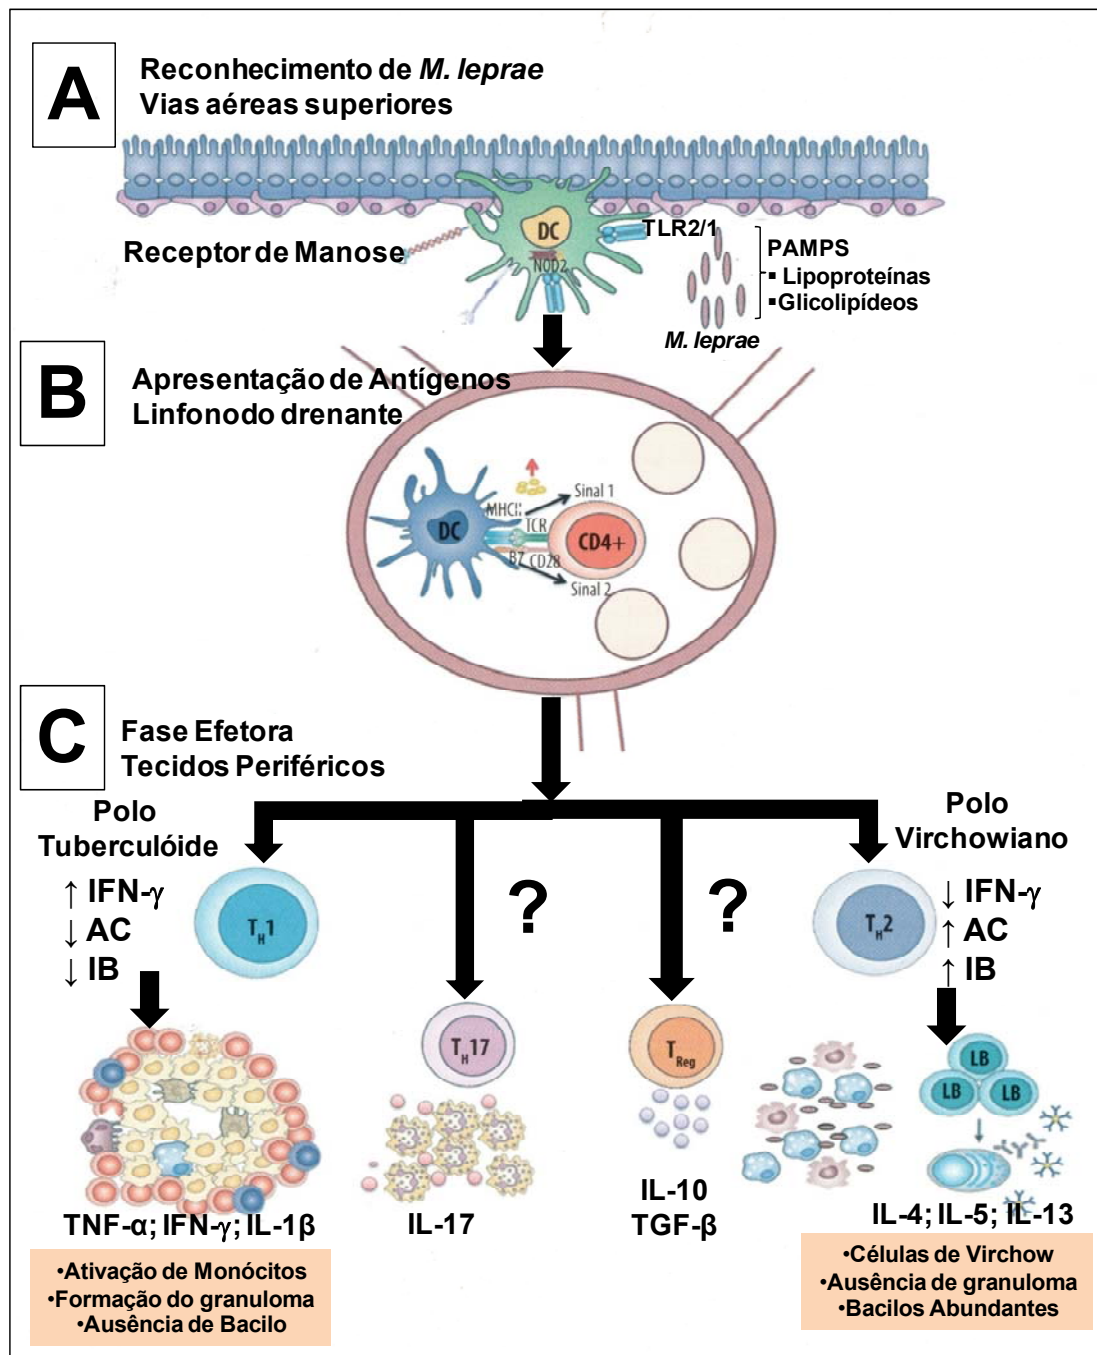 A
Reconhecimento de M. leprae
Vias aéreas superiores
DC
NOD2
TLR2/1
Receptor de Manose
PAMPS
▪ Lipoproteínas
▪Glicolipídeos
M. leprae
B
Apresentação de Antígenos
Linfonodo drenante
DC
MHCII
TCR
Sinal 1
CD4+
B7
CD28
Sinal 2
C
Fase Efetora
Tecidos Periféricos
Polo
Tuberculóide
↑ IFN-γ
↓ AC
↓ IB
TH1
?
?
Polo
Virchowiano
TH2
↓ IFN-γ
↑ AC
↑ IB
TH17
TReg
LB
LB
LB
TNF-α; IFN-γ; IL-1β
IL-17
IL-10
TGF-β
IL-4; IL-5; IL-13
•Ativação de Monócitos
•Formação do granuloma
•Ausência de Bacilo
•Células de Virchow
•Ausência de granuloma
•Bacilos Abundantes